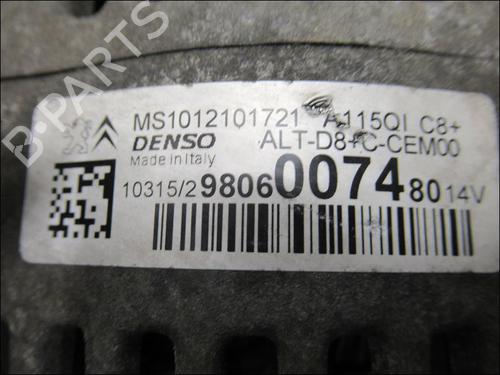 MS1012101721 A115QI C8+
DENSO ALT-D8+C-CEM00
Made in Italy
10315/2 9806007480 14V
B-PARTS